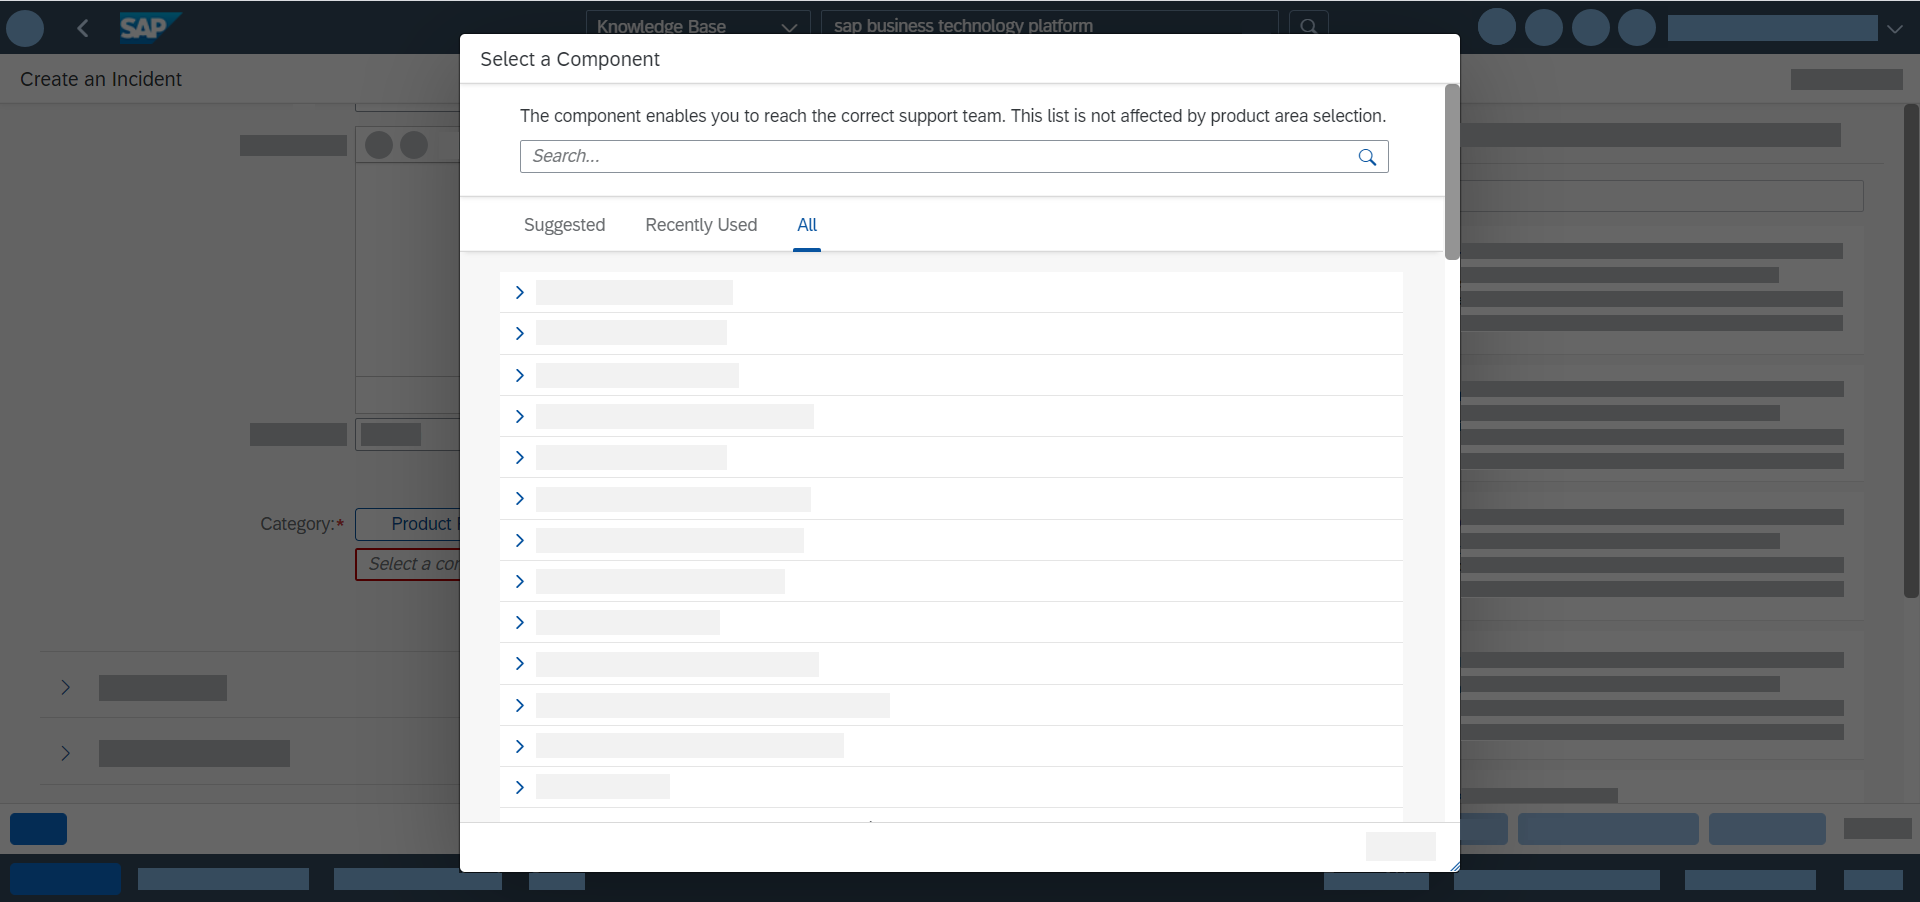 SAP
Knowledge Base
sap business technology platform
Create an Incident
Select a Component
The component enables you to reach the correct support team. This list is not affected by product area selection.
Search...
Suggested
Recently Used
All
Category:*
Product
Select a